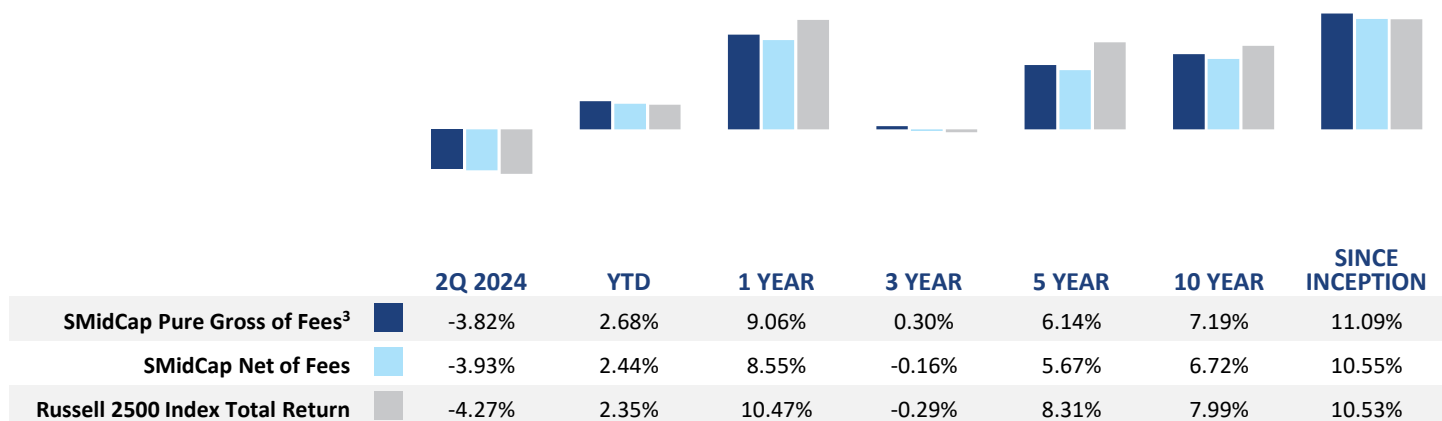 2Q 2024 YTD 1 YEAR 3 YEAR 5 YEAR 10 YEAR SINCE INCEPTION
SMidCap Pure Gross of Fees³ -3.82% 2.68% 9.06% 0.30% 6.14% 7.19% 11.09%
SMidCap Net of Fees -3.93% 2.44% 8.55% -0.16% 5.67% 6.72% 10.55%
Russell 2500 Index Total Return -4.27% 2.35% 10.47% -0.29% 8.31% 7.99% 10.53%